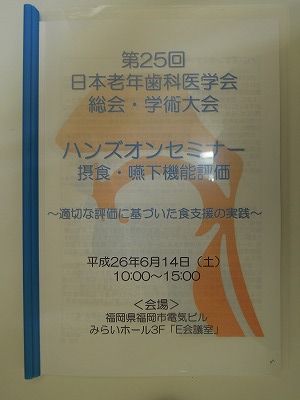 第25回
日本老年歯科医学会
総会・学術大会
ハンズオンセミナー
摂食・嚥下機能評価
～適切な評価に基づいた食支援の実践～
平成26年6月14日（土）
10:00～15:00
＜会場＞
福岡県福岡市電気ビル
みらいホール3F「E会議室」